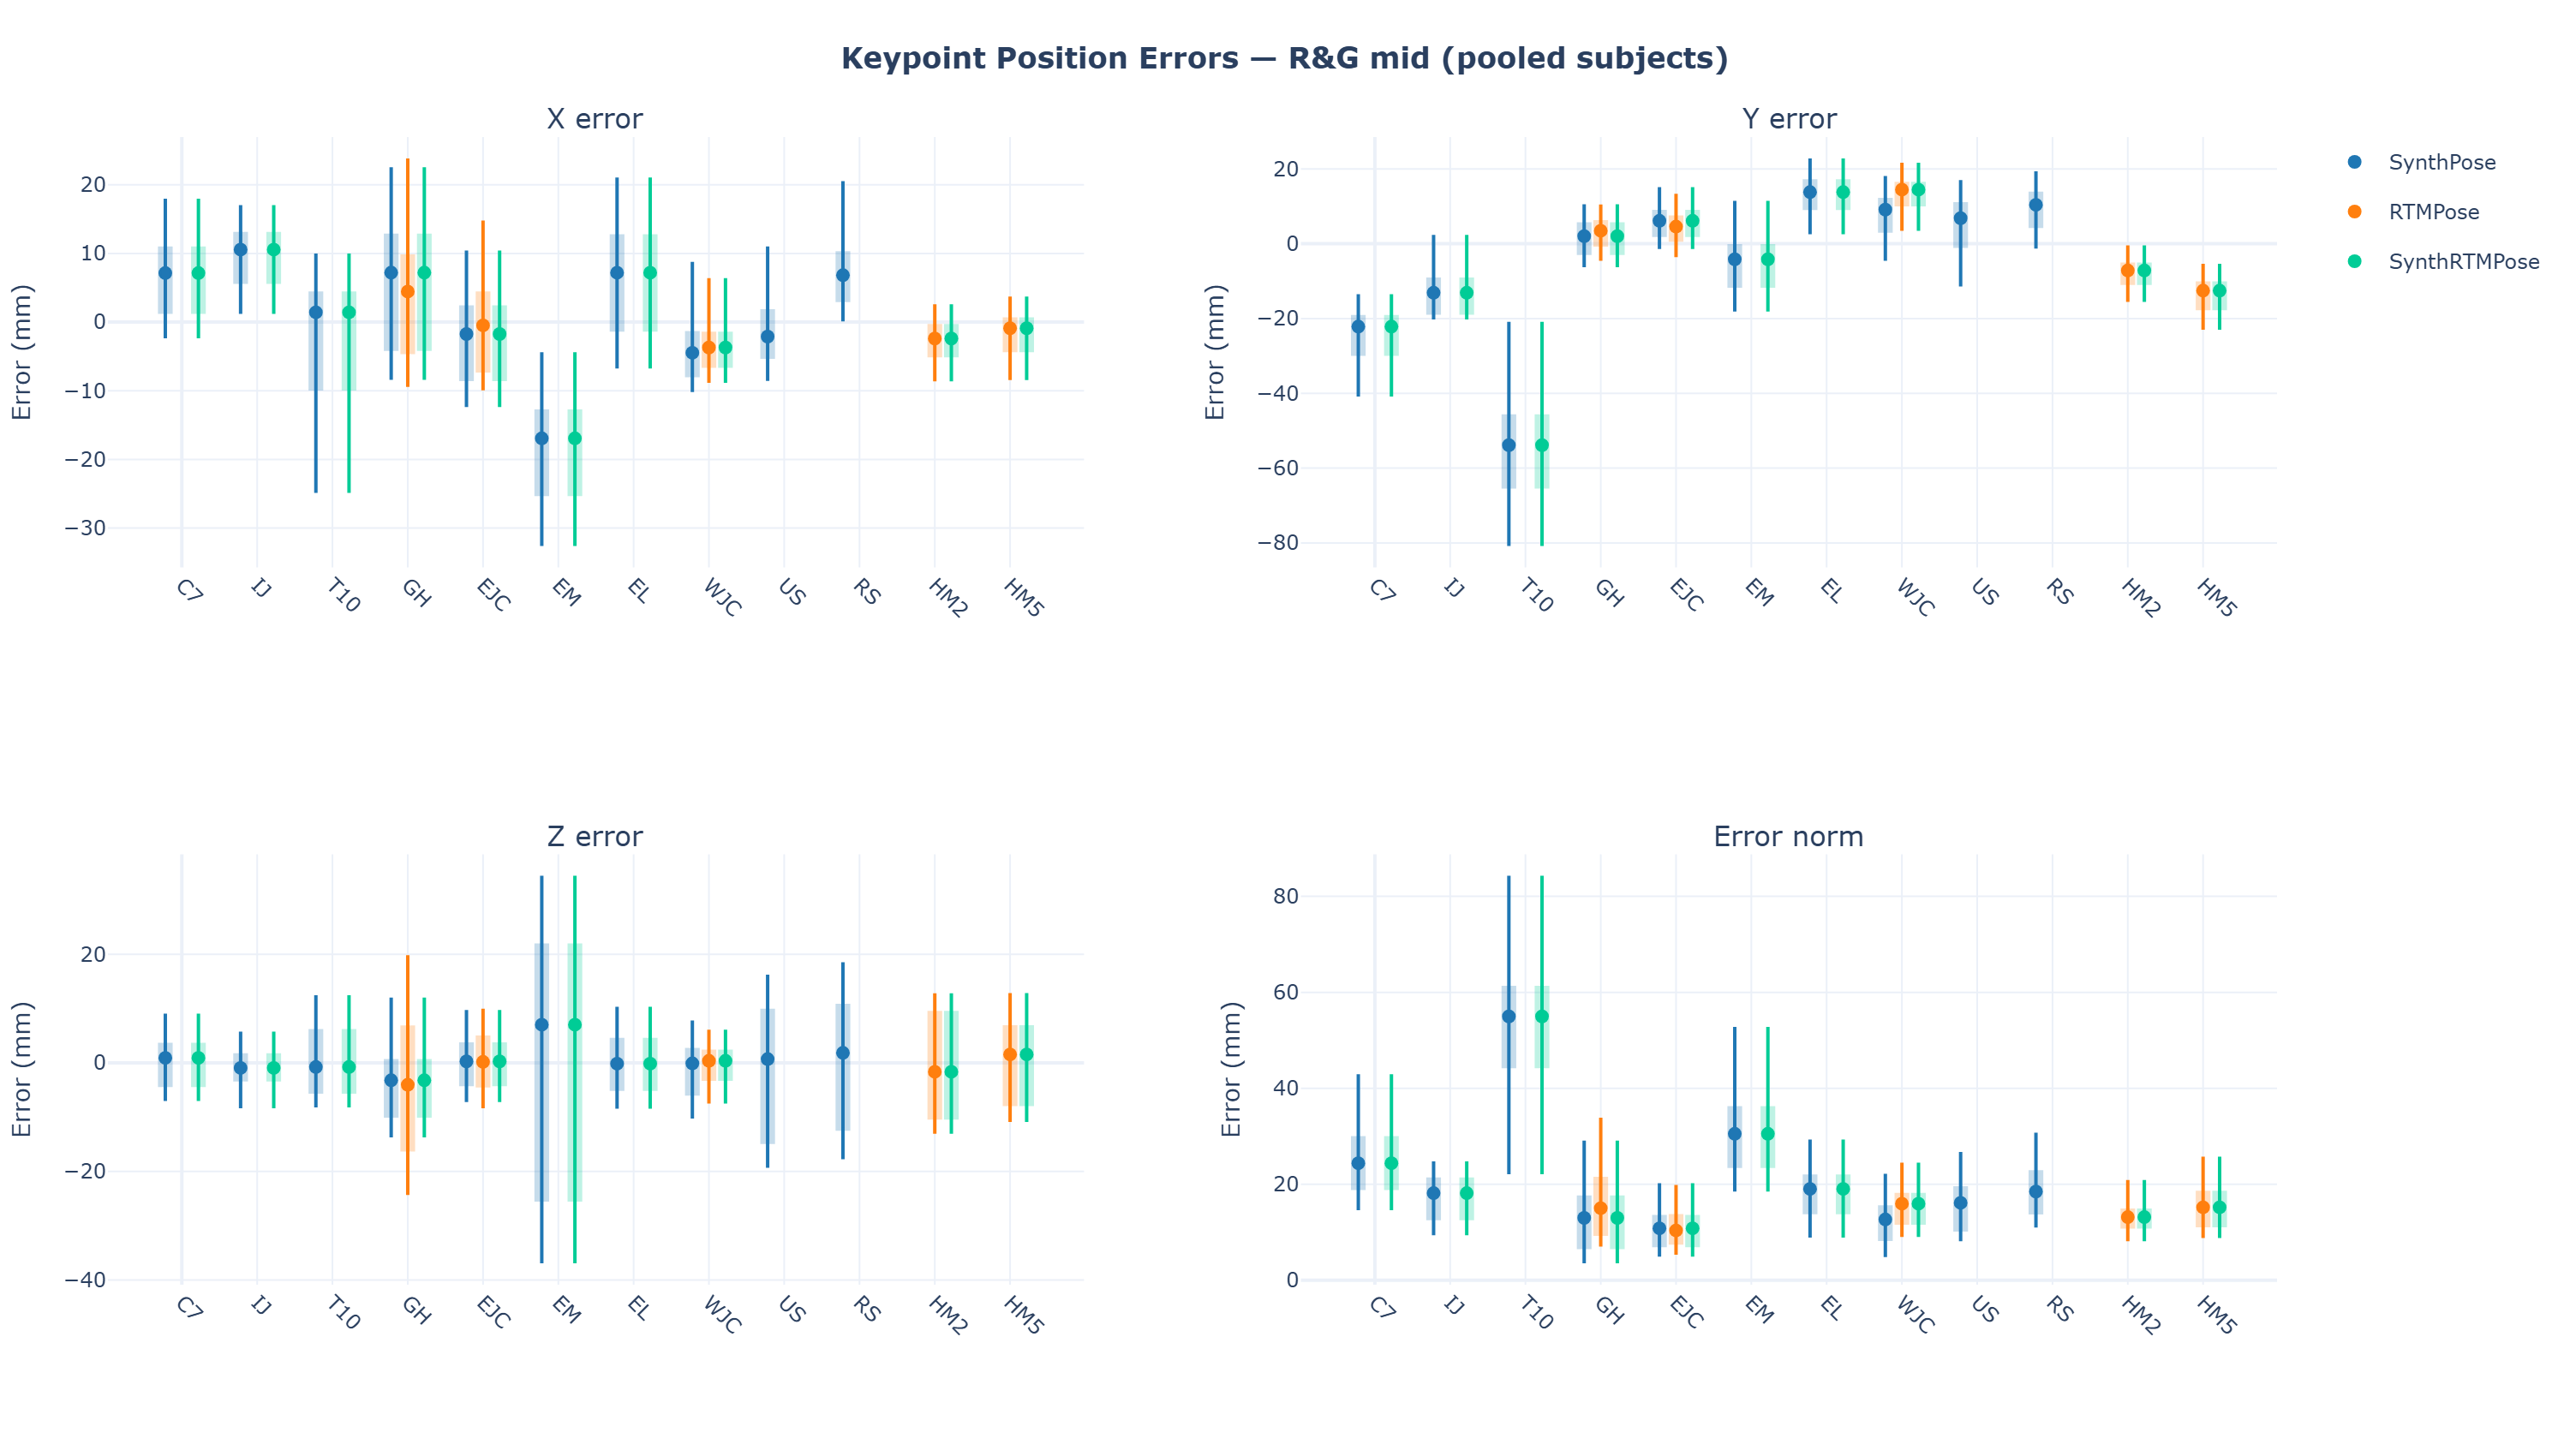 Keypoint Position Errors — R&G mid (pooled subjects)
X error
Error (mm)
20
10
0
−10
−20
−30
C7 IJ T10 GH EJC EM EL WJC US RS HM2 HM5
Y error
Error (mm)
20
0
−20
−40
−60
−80
C7 IJ T10 GH EJC EM EL WJC US RS HM2 HM5
SynthPose
RTMPose
SynthRTMPose
Z error
Error (mm)
20
0
−20
−40
C7 IJ T10 GH EJC EM EL WJC US RS HM2 HM5
Error norm
Error (mm)
80
60
40
20
0
C7 IJ T10 GH EJC EM EL WJC US RS HM2 HM5